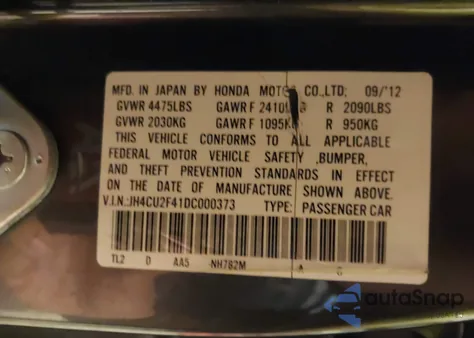 MFD. IN JAPAN BY HONDA MOTOR CO.,LTD; 09/'12
GVWR 4475LBS GAWR F 2410 R 2090LBS
GVWR 2030KG GAWR F 1095KG R 950KG
THIS VEHICLE CONFORMS TO ALL APPLICABLE
FEDERAL MOTOR VEHICLE SAFETY ,BUMPER,
AND THEFT PREVENTION STANDARDS IN EFFECT
ON THE DATE OF MANUFACTURE SHOWN ABOVE.
V.I.N:JH4CU2F41DC000373 TYPE: PASSENGER CAR
TL2 D AA5 -NH782M A G
autoSnap